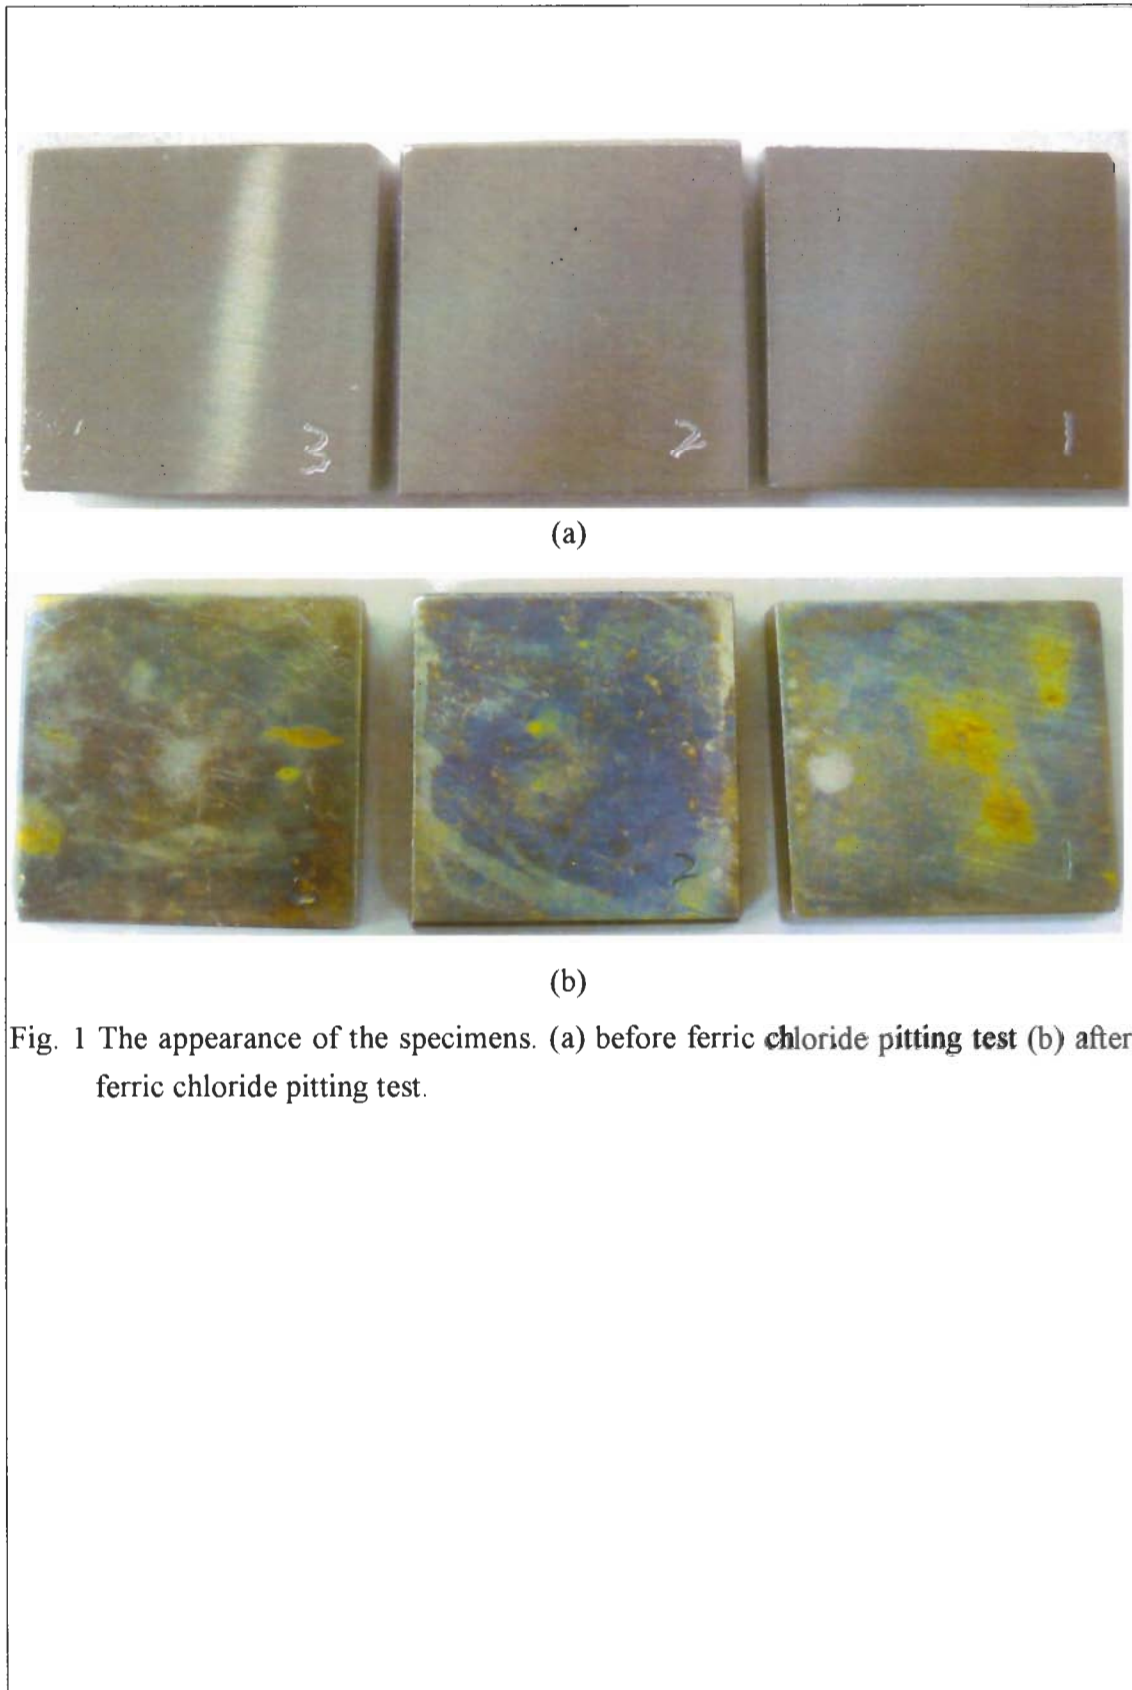 3 2 1
(a)
2 1
(b)
Fig. 1 The appearance of the specimens. (a) before ferric chloride pitting test (b) after
ferric chloride pitting test.